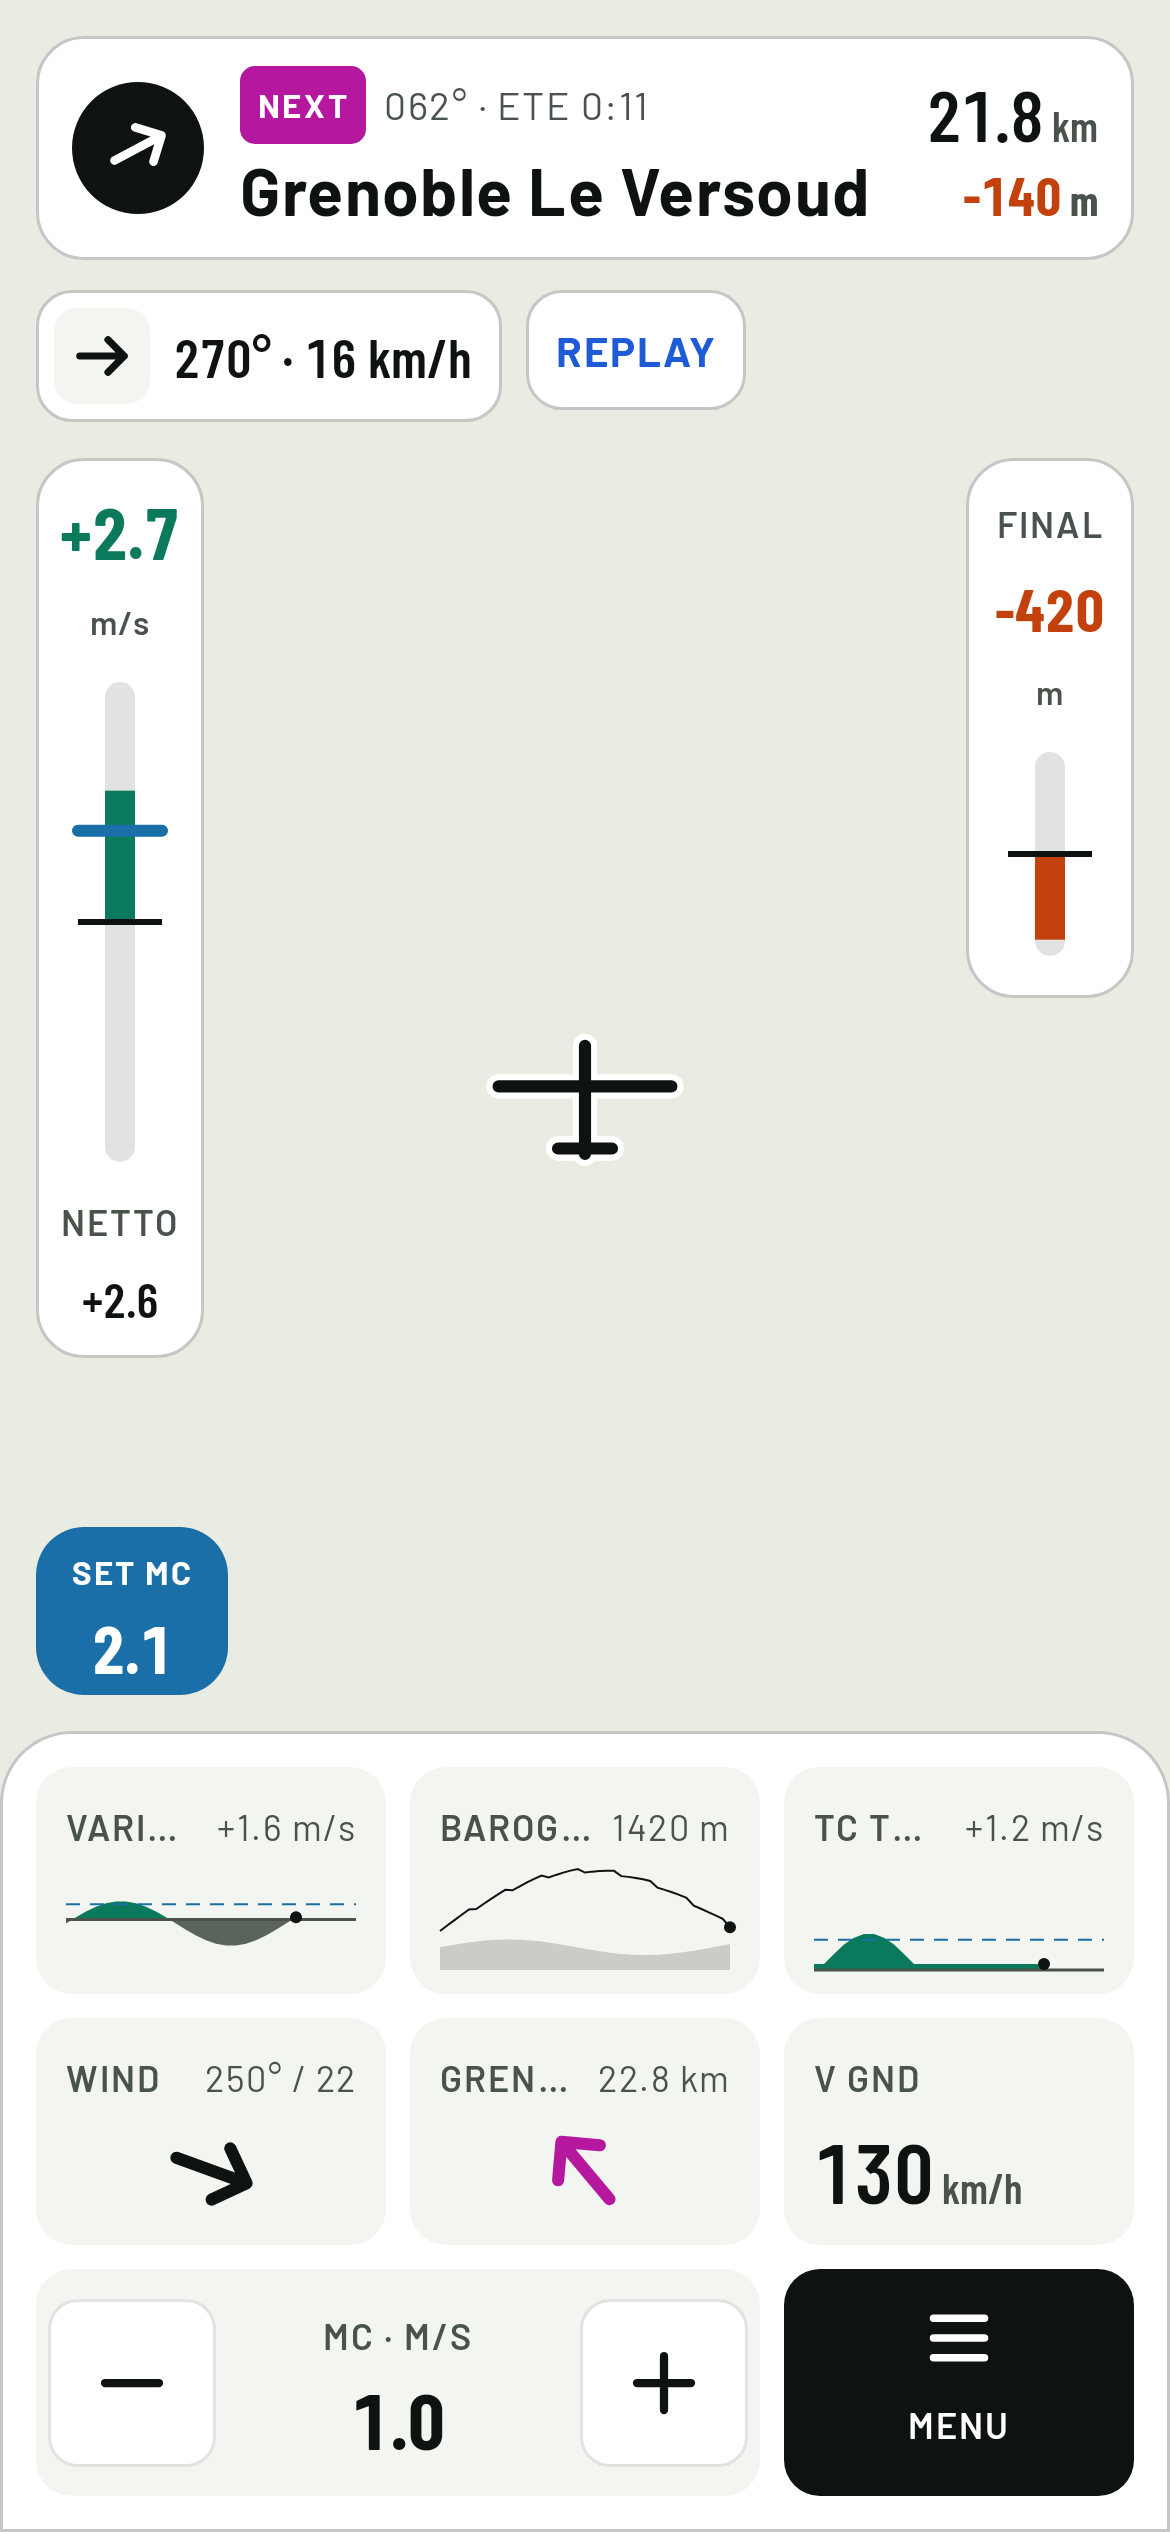 NEXT 062° · ETE 0:11
Grenoble Le Versoud
21.8 km
-140 m
270° · 16 km/h
REPLAY
+2.7
m/s
NETTO
+2.6
FINAL
-420
m
SET MC
2.1
VARI... +1.6 m/s
BAROG... 1420 m
TC T... +1.2 m/s
WIND 250° / 22
GREN... 22.8 km
V GND
130 km/h
MC · M/S
1.0
MENU